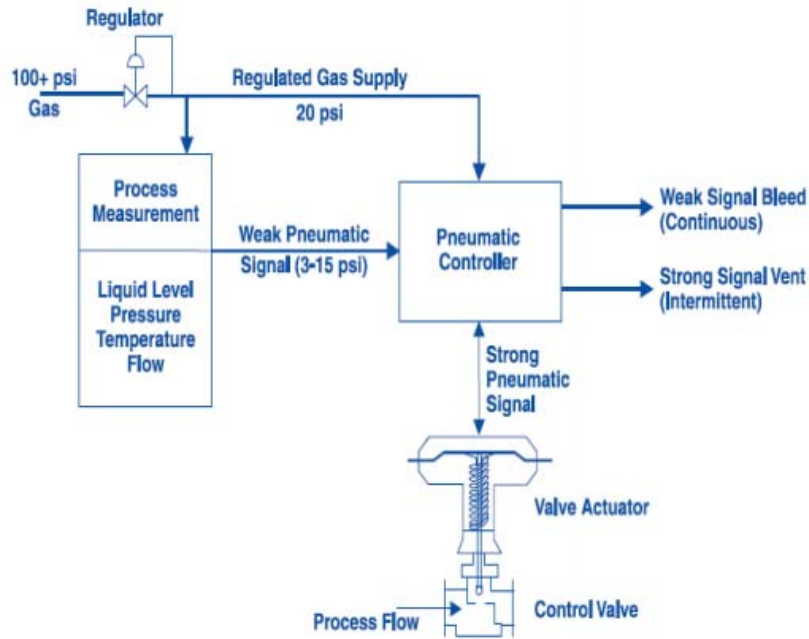 Regulator
100+ psi
Gas
Regulated Gas Supply
20 psi
Process
Measurement
Liquid Level
Pressure
Temperature
Flow
Weak Pneumatic
Signal (3-15 psi)
Pneumatic
Controller
Weak Signal Bleed
(Continuous)
Strong Signal Vent
(Intermittent)
Strong
Pneumatic
Signal
Valve Actuator
Process Flow
Control Valve